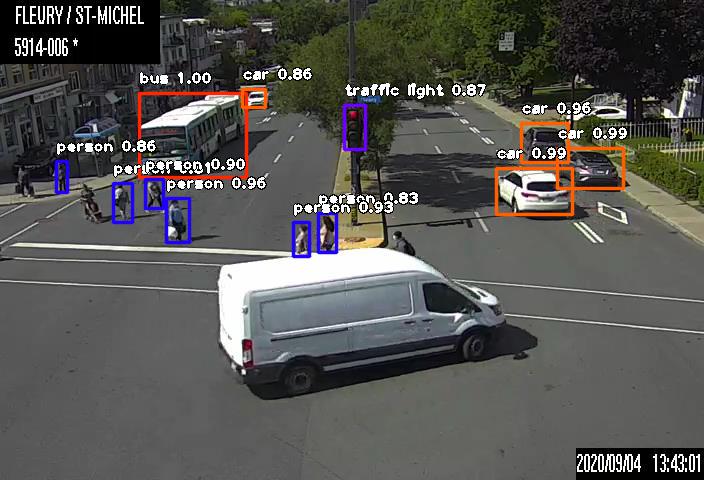 FLEURY / ST-MICHEL
5914-006 *
bus 1.00
car 0.86
traffic light 0.87
car 0.96
car 0.99
car 0.99
person 0.86
person 0.90
person 0.96
person 0.83
person 0.93
2020/09/04 13:43:01